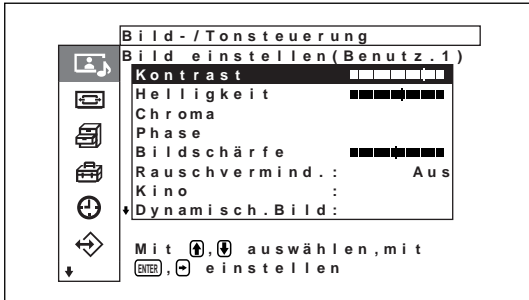 Bild-/Tonsteuerung
Bild einstellen(Benutz.1)
Kontrast
Helligkeit
Chroma
Phase
Bildschärfe
Rauschvermind.: Aus
Kino :
Dynamisch.Bild:
Mit ↑,↓ auswählen,mit
ENTER,→ einstellen